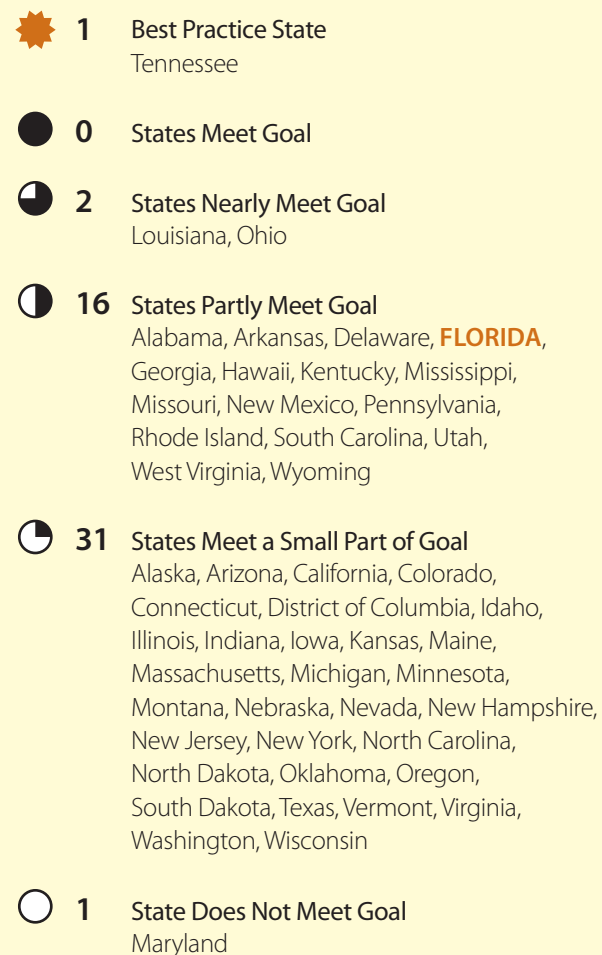 1 Best Practice State
Tennessee
0 States Meet Goal
2 States Nearly Meet Goal
Louisiana, Ohio
16 States Partly Meet Goal
Alabama, Arkansas, Delaware, FLORIDA,
Georgia, Hawaii, Kentucky, Mississippi,
Missouri, New Mexico, Pennsylvania,
Rhode Island, South Carolina, Utah,
West Virginia, Wyoming
31 States Meet a Small Part of Goal
Alaska, Arizona, California, Colorado,
Connecticut, District of Columbia, Idaho,
Illinois, Indiana, Iowa, Kansas, Maine,
Massachusetts, Michigan, Minnesota,
Montana, Nebraska, Nevada, New Hampshire,
New Jersey, New York, North Carolina,
North Dakota, Oklahoma, Oregon,
South Dakota, Texas, Vermont, Virginia,
Washington, Wisconsin
1 State Does Not Meet Goal
Maryland